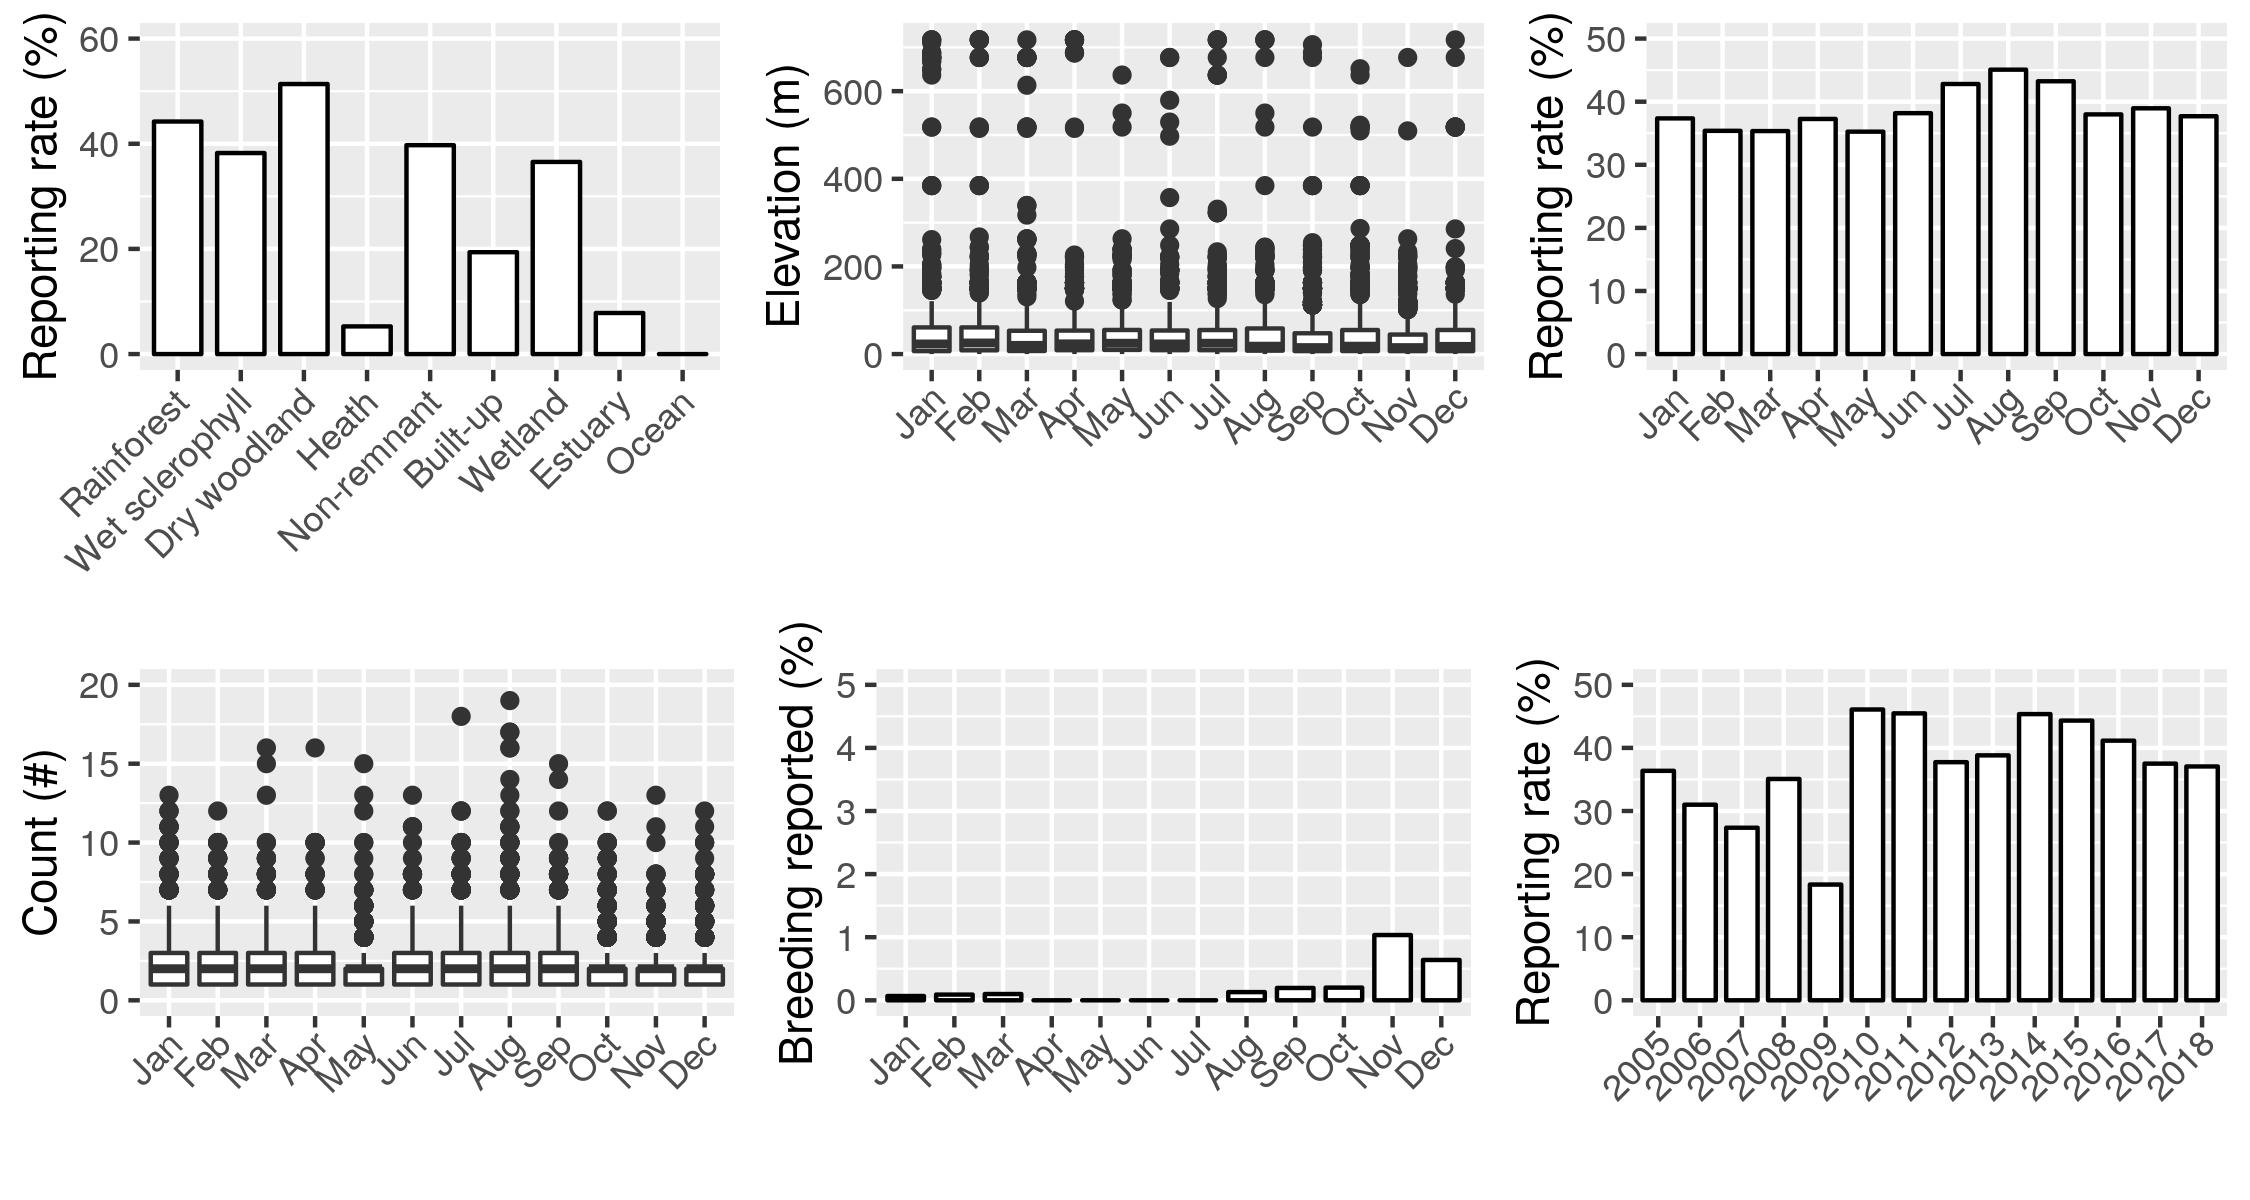 Reporting rate (%)
60
40
20
0
Rainforest
Wet sclerophyll
Dry woodland
Heath
Non-remnant
Built-up
Wetland
Estuary
Ocean
Elevation (m)
600
400
200
0
Jan
Feb
Mar
Apr
May
Jun
Jul
Aug
Sep
Oct
Nov
Dec
Reporting rate (%)
50
40
30
20
10
0
Jan
Feb
Mar
Apr
May
Jun
Jul
Aug
Sep
Oct
Nov
Dec
Count (#)
20
15
10
5
0
Jan
Feb
Mar
Apr
May
Jun
Jul
Aug
Sep
Oct
Nov
Dec
Breeding reported (%)
5
4
3
2
1
0
Jan
Feb
Mar
Apr
May
Jun
Jul
Aug
Sep
Oct
Nov
Dec
Reporting rate (%)
50
40
30
20
10
0
2005
2006
2007
2008
2009
2010
2011
2012
2013
2014
2015
2016
2017
2018